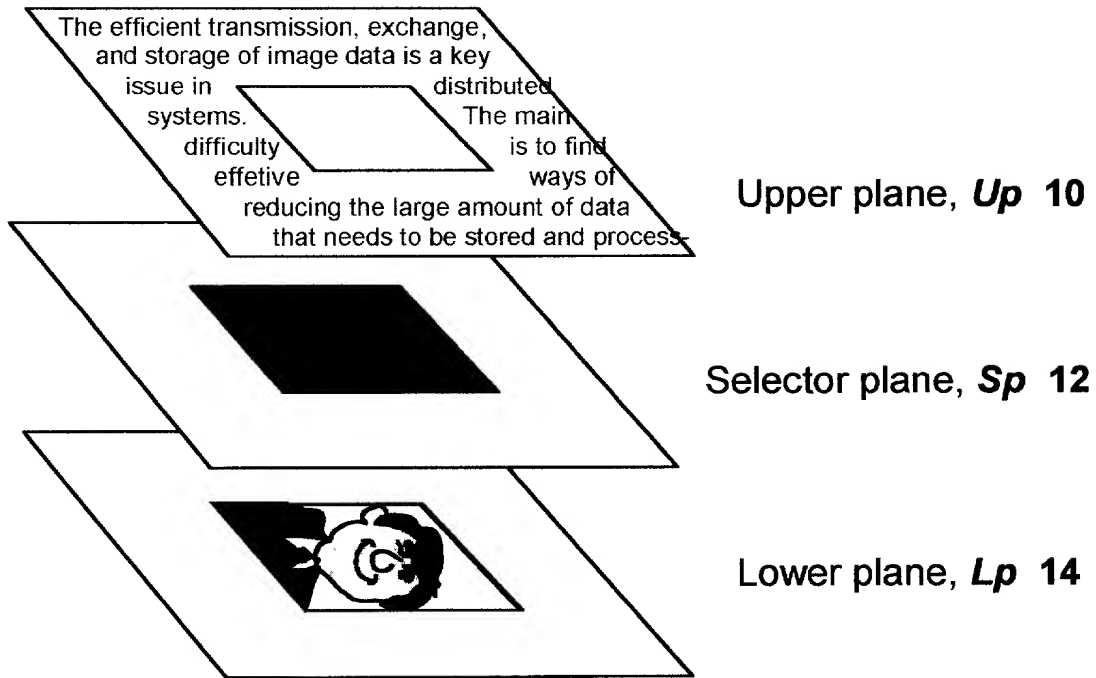 The efficient transmission, exchange,
and storage of image data is a key
issue in distributed
systems. The main
difficulty is to find
effetive ways of
reducing the large amount of data
that needs to be stored and process-
Upper plane, Up 10
Selector plane, Sp 12
Lower plane, Lp 14